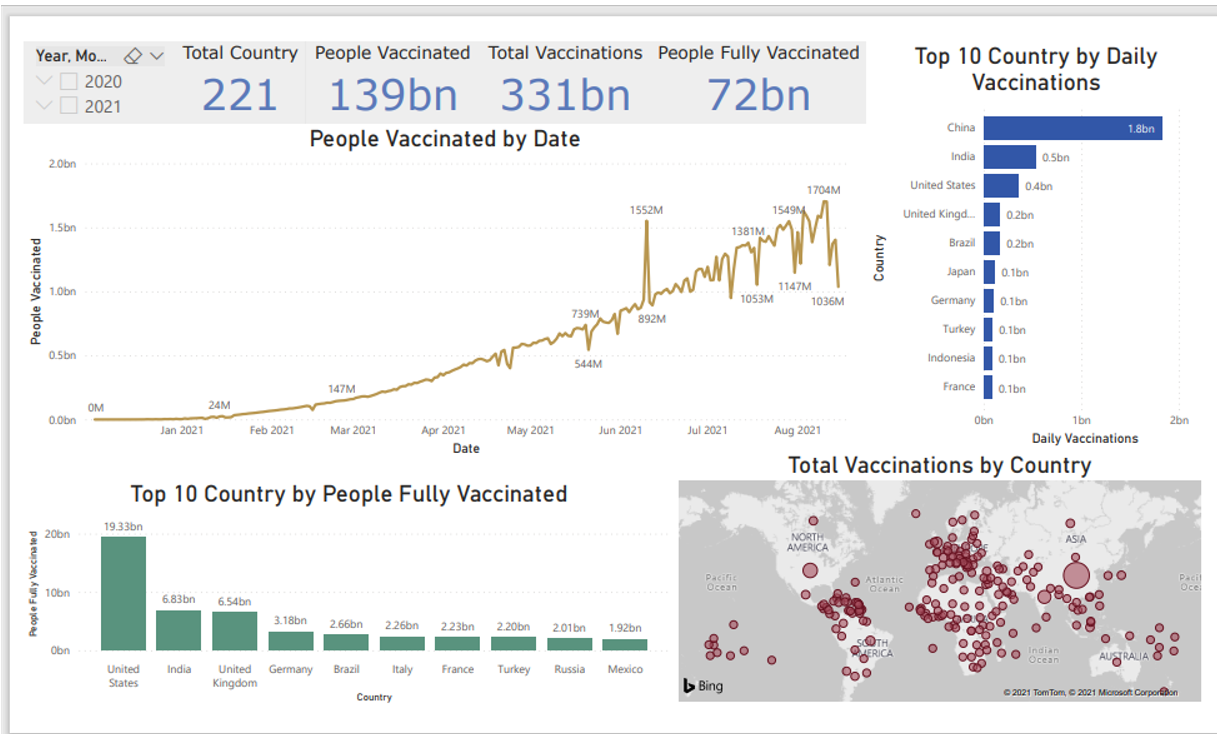 Year, Mo...
2020
2021
Total Country
221
People Vaccinated
139bn
Total Vaccinations
331bn
People Fully Vaccinated
72bn
People Vaccinated by Date
People Vaccinated
2.0bn
1.5bn
1.0bn
0.5bn
0.0bn
0M
24M
147M
739M
544M
1552M
892M
1381M
1053M
1549M
1147M
1704M
1036M
Jan 2021
Feb 2021
Mar 2021
Apr 2021
May 2021
Jun 2021
Jul 2021
Aug 2021
Date
Top 10 Country by Daily
Vaccinations
Country
China
1.8bn
India
0.5bn
United States
0.4bn
United Kingd...
0.2bn
Brazil
0.2bn
Japan
0.1bn
Germany
0.1bn
Turkey
0.1bn
Indonesia
0.1bn
France
0.1bn
0bn
1bn
2bn
Daily Vaccinations
Top 10 Country by People Fully Vaccinated
People Fully Vaccinated
20bn
10bn
0bn
19.33bn
6.83bn
6.54bn
3.18bn
2.66bn
2.26bn
2.23bn
2.20bn
2.01bn
1.92bn
United
States
India
United
Kingdom
Germany
Brazil
Italy
France
Turkey
Russia
Mexico
Country
Total Vaccinations by Country
NORTH
AMERICA
ASIA
Pacific
Ocean
Atlantic
Ocean
SOUTH
AMERICA
Indian
Ocean
AUSTRALIA
Bing
© 2021 TomTom, © 2021 Microsoft Corporation